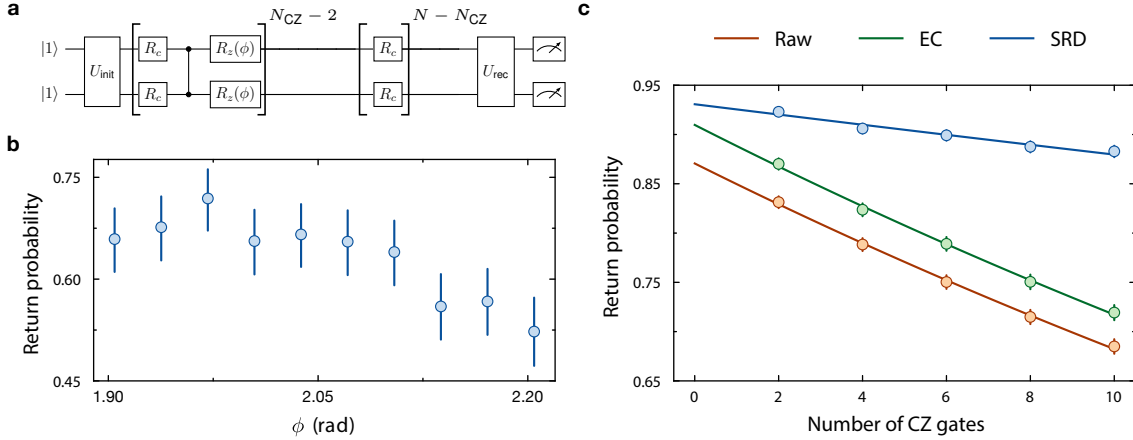 a
N_CZ − 2
N − N_CZ
|1⟩ U_init R_c R_z(ϕ) R_c U_rec
|1⟩ R_c R_z(ϕ) R_c
b
Return probability
0.75
0.60
0.45
1.90 2.05 2.20
ϕ (rad)
c
Raw EC SRD
Return probability
0.95
0.85
0.75
0.65
0 2 4 6 8 10
Number of CZ gates